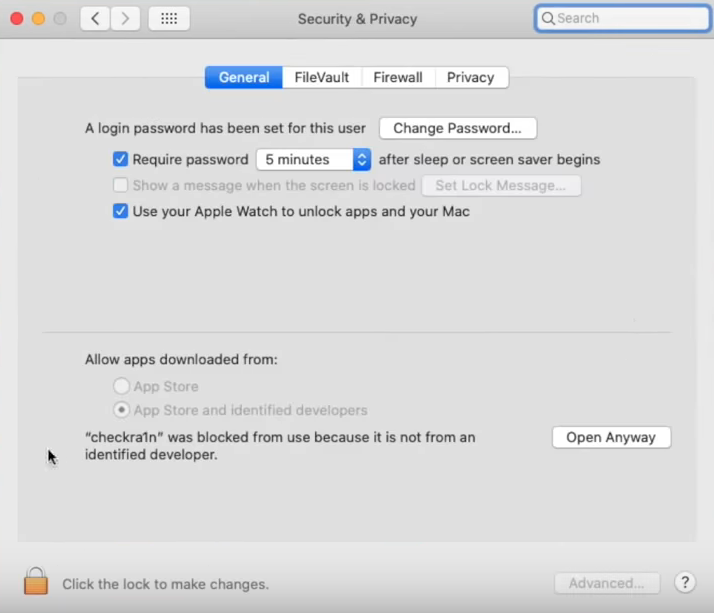 Security & Privacy
Search
General FileVault Firewall Privacy
A login password has been set for this user Change Password...
Require password 5 minutes after sleep or screen saver begins
Show a message when the screen is locked Set Lock Message...
Use your Apple Watch to unlock apps and your Mac
Allow apps downloaded from:
App Store
App Store and identified developers
“checkra1n” was blocked from use because it is not from an
identified developer.
Open Anyway
Click the lock to make changes.
Advanced...
?